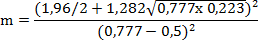 m = (1,96/2 + 1,282√0,777x 0,223)² / (0,777 − 0,5)²